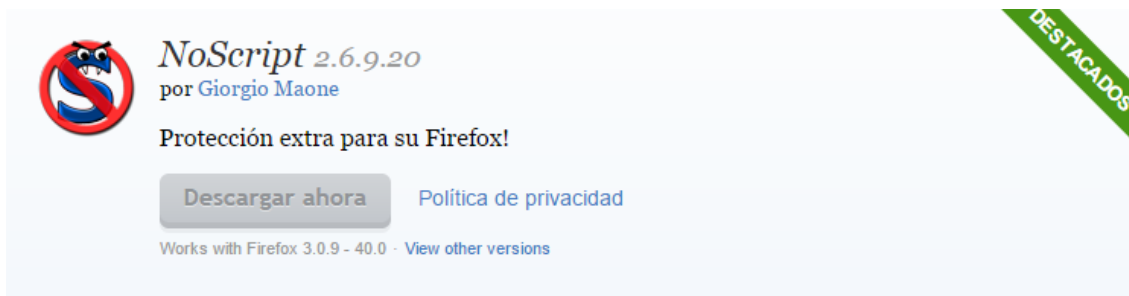 NoScript 2.6.9.20
por Giorgio Maone
Protección extra para su Firefox!
Descargar ahora
Política de privacidad
Works with Firefox 3.0.9 - 40.0 · View other versions
DESTACADOS